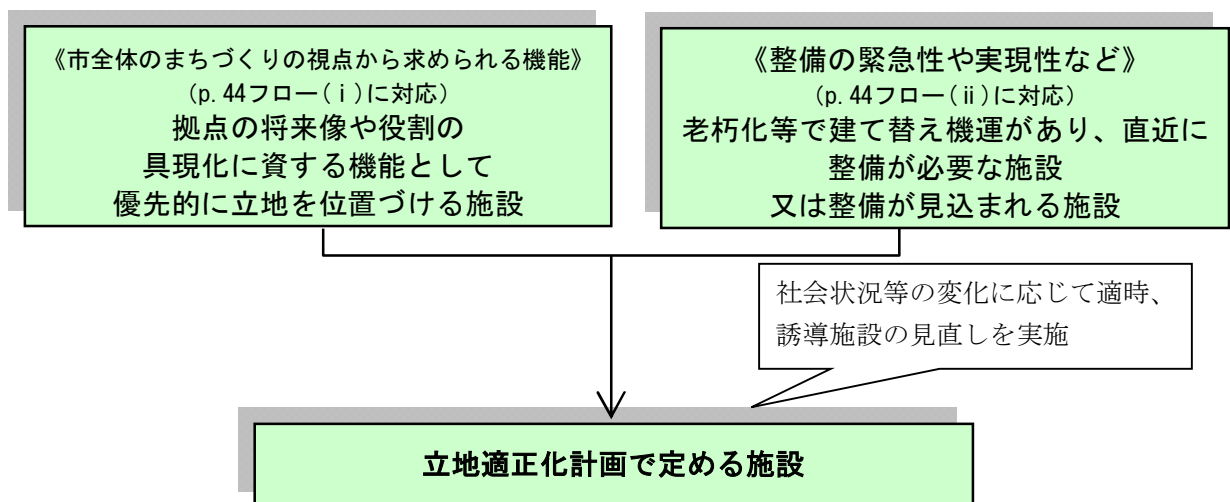 《市全体のまちづくりの視点から求められる機能》
(p.44フロー(ⅰ)に対応)
拠点の将来像や役割の
具現化に資する機能として
優先的に立地を位置づける施設
《整備の緊急性や実現性など》
(p.44フロー(ⅱ)に対応)
老朽化等で建て替え機運があり、直近に
整備が必要な施設
又は整備が見込まれる施設
社会状況等の変化に応じて適時、
誘導施設の見直しを実施
立地適正化計画で定める施設